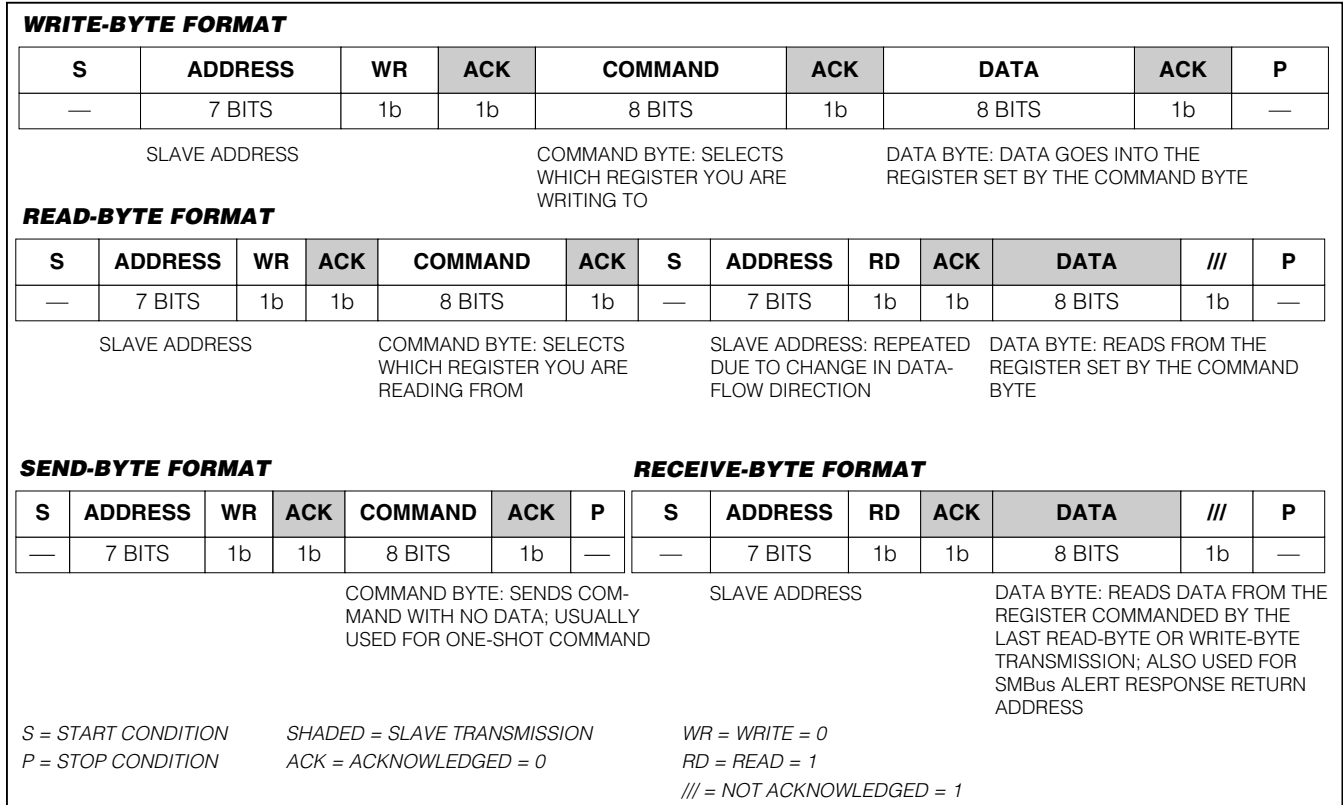 WRITE-BYTE FORMAT
S ADDRESS WR ACK COMMAND ACK DATA ACK P
— 7 BITS 1b 1b 8 BITS 1b 8 BITS 1b —
SLAVE ADDRESS
COMMAND BYTE: SELECTS
WHICH REGISTER YOU ARE
WRITING TO
DATA BYTE: DATA GOES INTO THE
REGISTER SET BY THE COMMAND BYTE
READ-BYTE FORMAT
S ADDRESS WR ACK COMMAND ACK S ADDRESS RD ACK DATA /// P
— 7 BITS 1b 1b 8 BITS 1b — 7 BITS 1b 1b 8 BITS 1b —
SLAVE ADDRESS
COMMAND BYTE: SELECTS
WHICH REGISTER YOU ARE
READING FROM
SLAVE ADDRESS: REPEATED
DUE TO CHANGE IN DATA-
FLOW DIRECTION
DATA BYTE: READS FROM THE
REGISTER SET BY THE COMMAND
BYTE
SEND-BYTE FORMAT
S ADDRESS WR ACK COMMAND ACK P
— 7 BITS 1b 1b 8 BITS 1b —
COMMAND BYTE: SENDS COM-
MAND WITH NO DATA; USUALLY
USED FOR ONE-SHOT COMMAND
RECEIVE-BYTE FORMAT
S ADDRESS RD ACK DATA /// P
— 7 BITS 1b 1b 8 BITS 1b —
SLAVE ADDRESS
DATA BYTE: READS DATA FROM THE
REGISTER COMMANDED BY THE
LAST READ-BYTE OR WRITE-BYTE
TRANSMISSION; ALSO USED FOR
SMBus ALERT RESPONSE RETURN
ADDRESS
S = START CONDITION
P = STOP CONDITION
SHADED = SLAVE TRANSMISSION
ACK = ACKNOWLEDGED = 0
WR = WRITE = 0
RD = READ = 1
/// = NOT ACKNOWLEDGED = 1